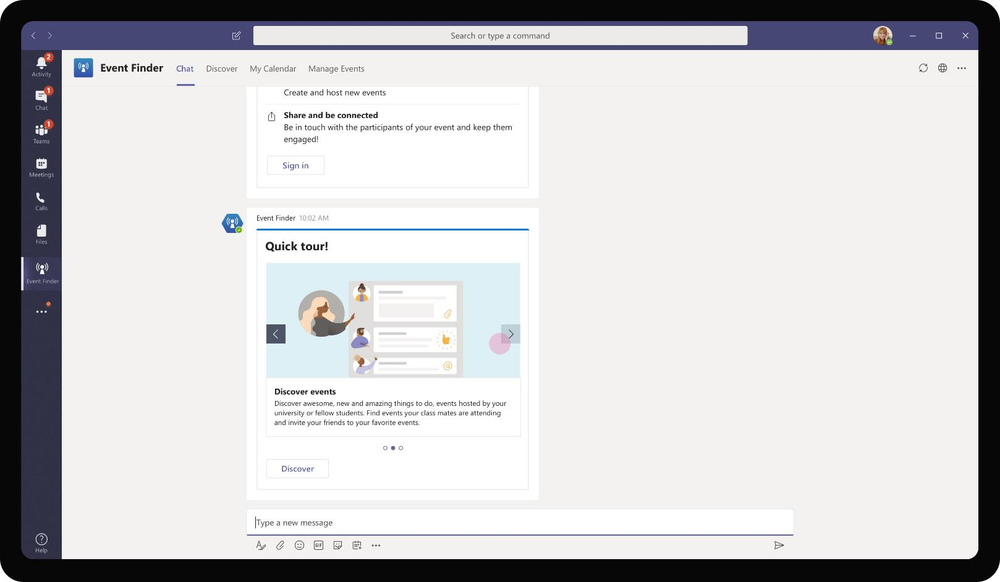 Search or type a command
2
Activity
1
Chat
1
Teams
Meetings
Calls
Files
Event Finder
Help
Event Finder Chat Discover My Calendar Manage Events
Create and host new events
Share and be connected
Be in touch with the participants of your event and keep them
engaged!
Sign in
Event Finder 10:02 AM
Quick tour!
@
Discover events
Discover awesome, new and amazing things to do, events hosted by your
university or fellow students. Find events your class mates are attending
and invite your friends to your favorite events.
Discover
Type a new message
GIF